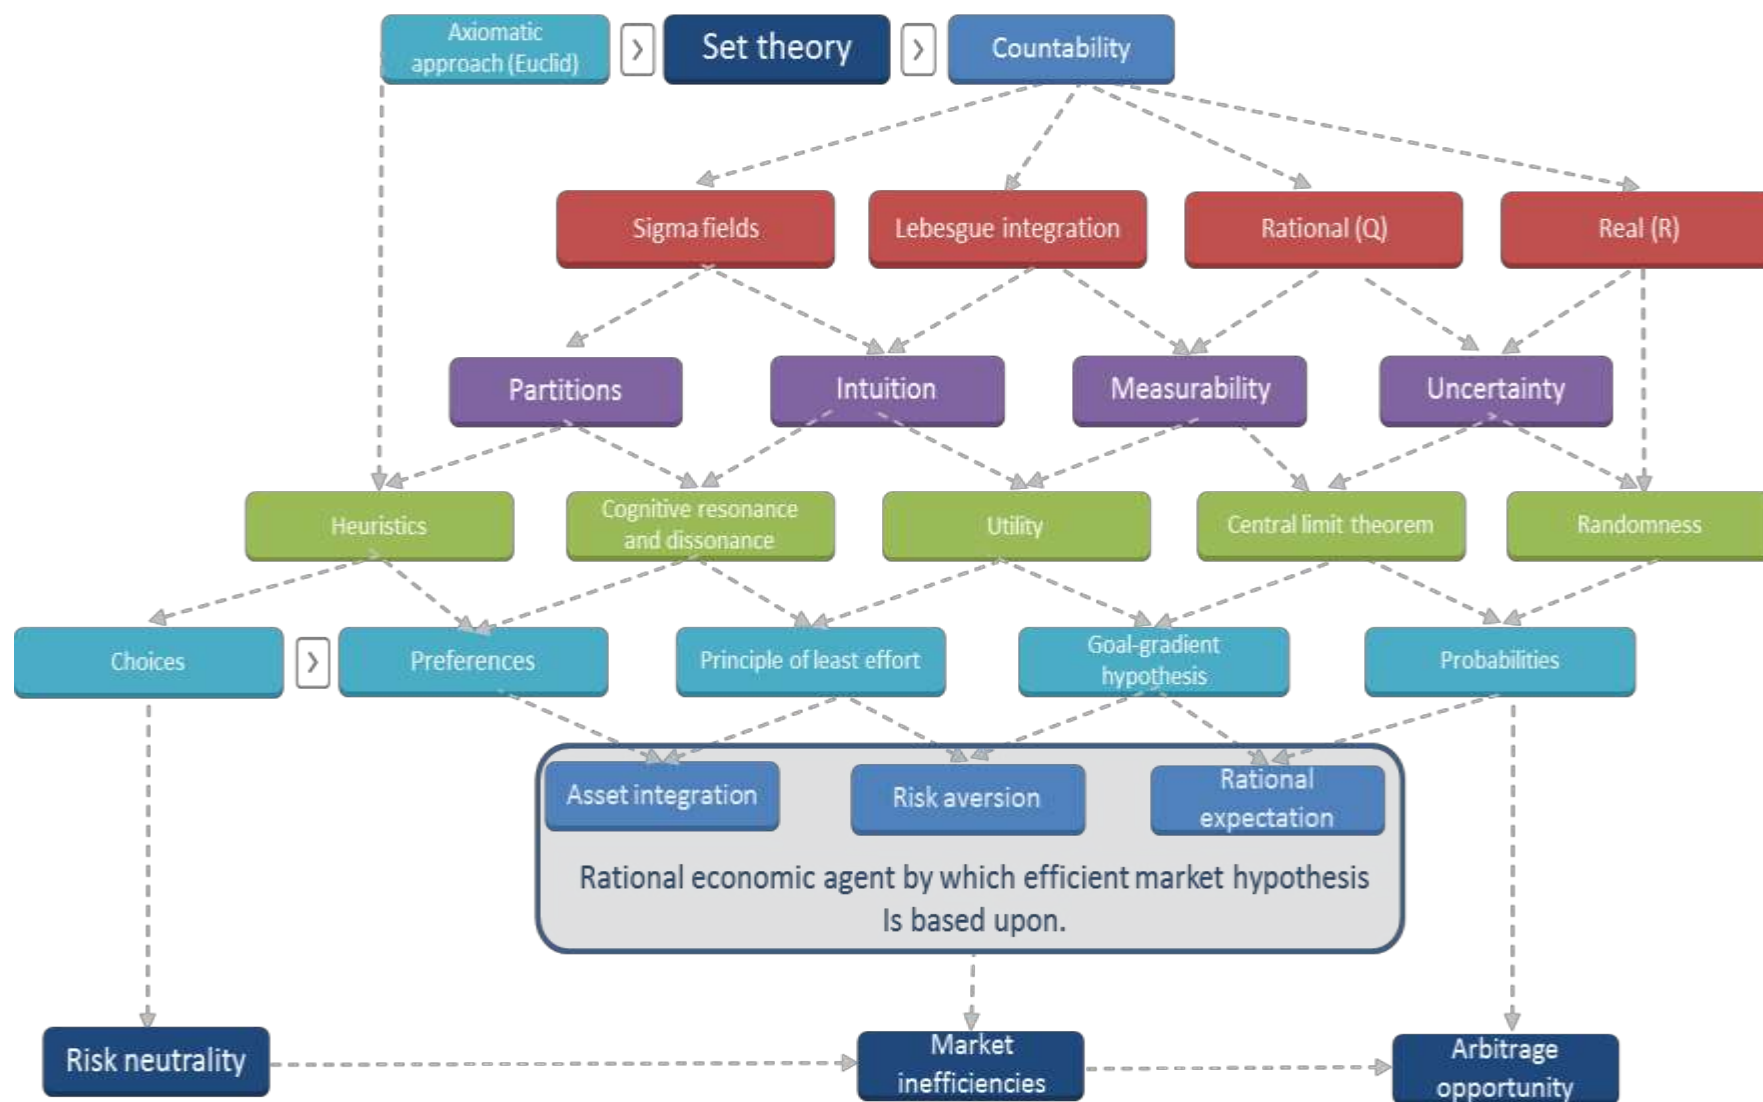 Axiomatic
approach (Euclid)
>
Set theory
>
Countability
Sigma fields
Lebesgue integration
Rational (Q)
Real (R)
Partitions
Intuition
Measurability
Uncertainty
Heuristics
Cognitive resonance
and dissonance
Utility
Central limit theorem
Randomness
Choices
>
Preferences
Principle of least effort
Goal-gradient
hypothesis
Probabilities
Asset integration
Risk aversion
Rational
expectation
Rational economic agent by which efficient market hypothesis
Is based upon.
Risk neutrality
Market
inefficiencies
Arbitrage
opportunity